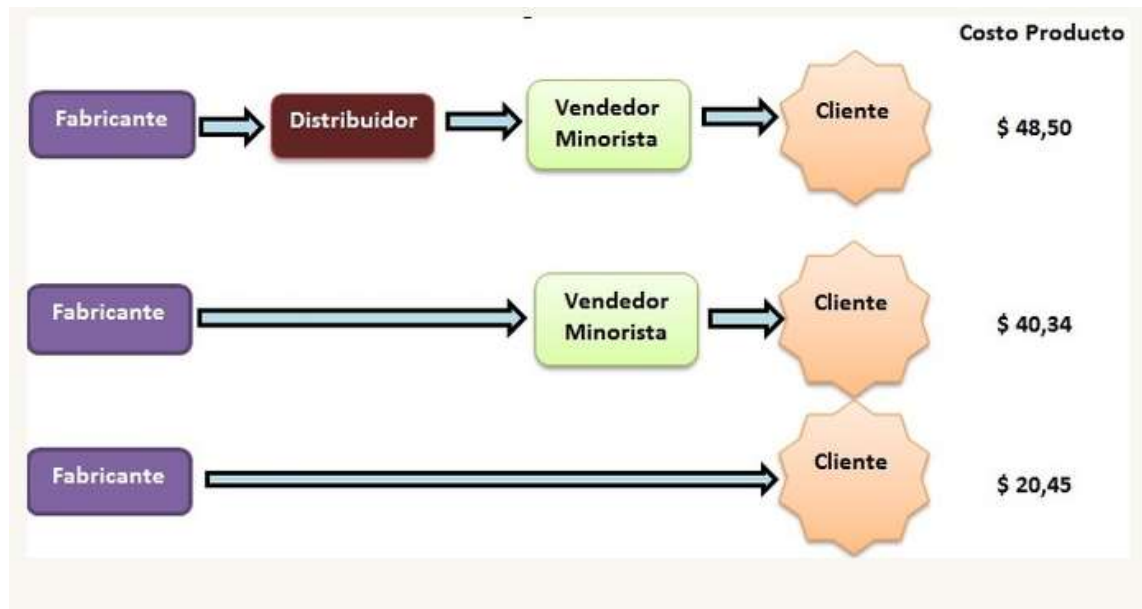 Costo Producto
Fabricante
Distribuidor
Vendedor
Minorista
Cliente
$ 48,50
Fabricante
Vendedor
Minorista
Cliente
$ 40,34
Fabricante
Cliente
$ 20,45